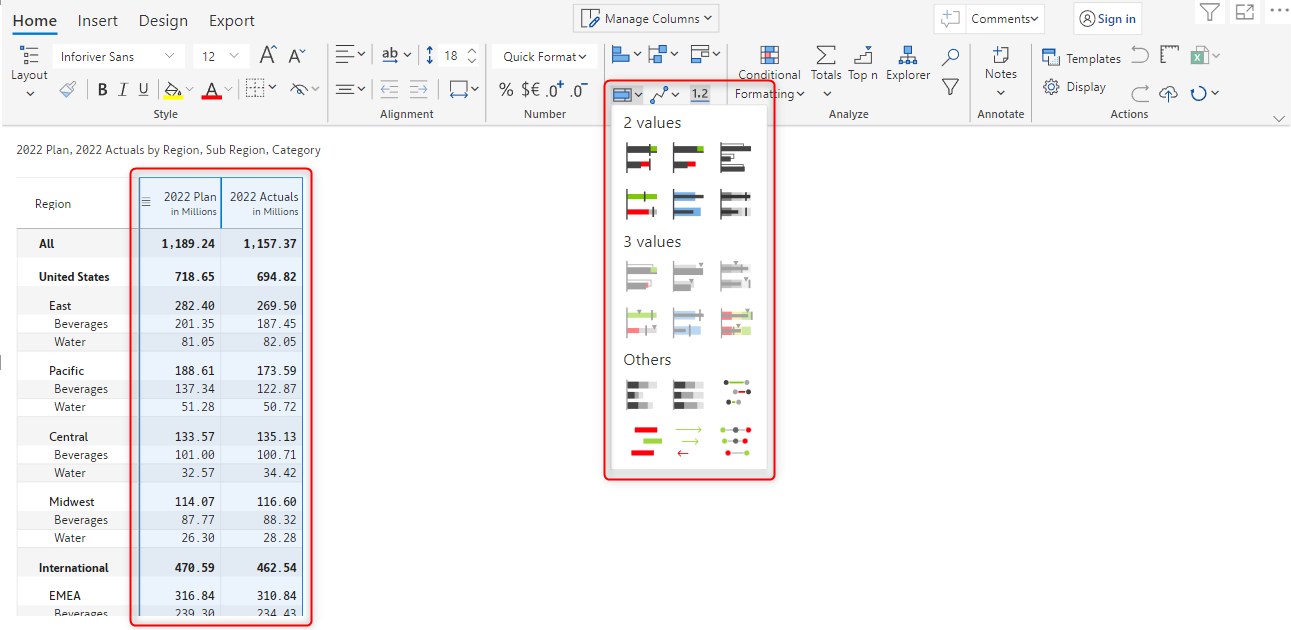 Home Insert Design Export
Manage Columns
Comments
Sign in
Layout
Inforiver Sans 12 A A
B I U A
Style
ab 18
Alignment
Quick Format
% $€ .0+ .0-
Number
1.2
Conditional Formatting
Totals Top n Explorer
Analyze
Notes
Annotate
Templates
Display
Actions
2022 Plan, 2022 Actuals by Region, Sub Region, Category
Region 2022 Plan in Millions 2022 Actuals in Millions
All 1,189.24 1,157.37
United States 718.65 694.82
East 282.40 269.50
Beverages 201.35 187.45
Water 81.05 82.05
Pacific 188.61 173.59
Beverages 137.34 122.87
Water 51.28 50.72
Central 133.57 135.13
Beverages 101.00 100.71
Water 32.57 34.42
Midwest 114.07 116.60
Beverages 87.77 88.32
Water 26.30 28.28
International 470.59 462.54
EMEA 316.84 310.84
Beverages 239.30 234.43
2 values
3 values
Others